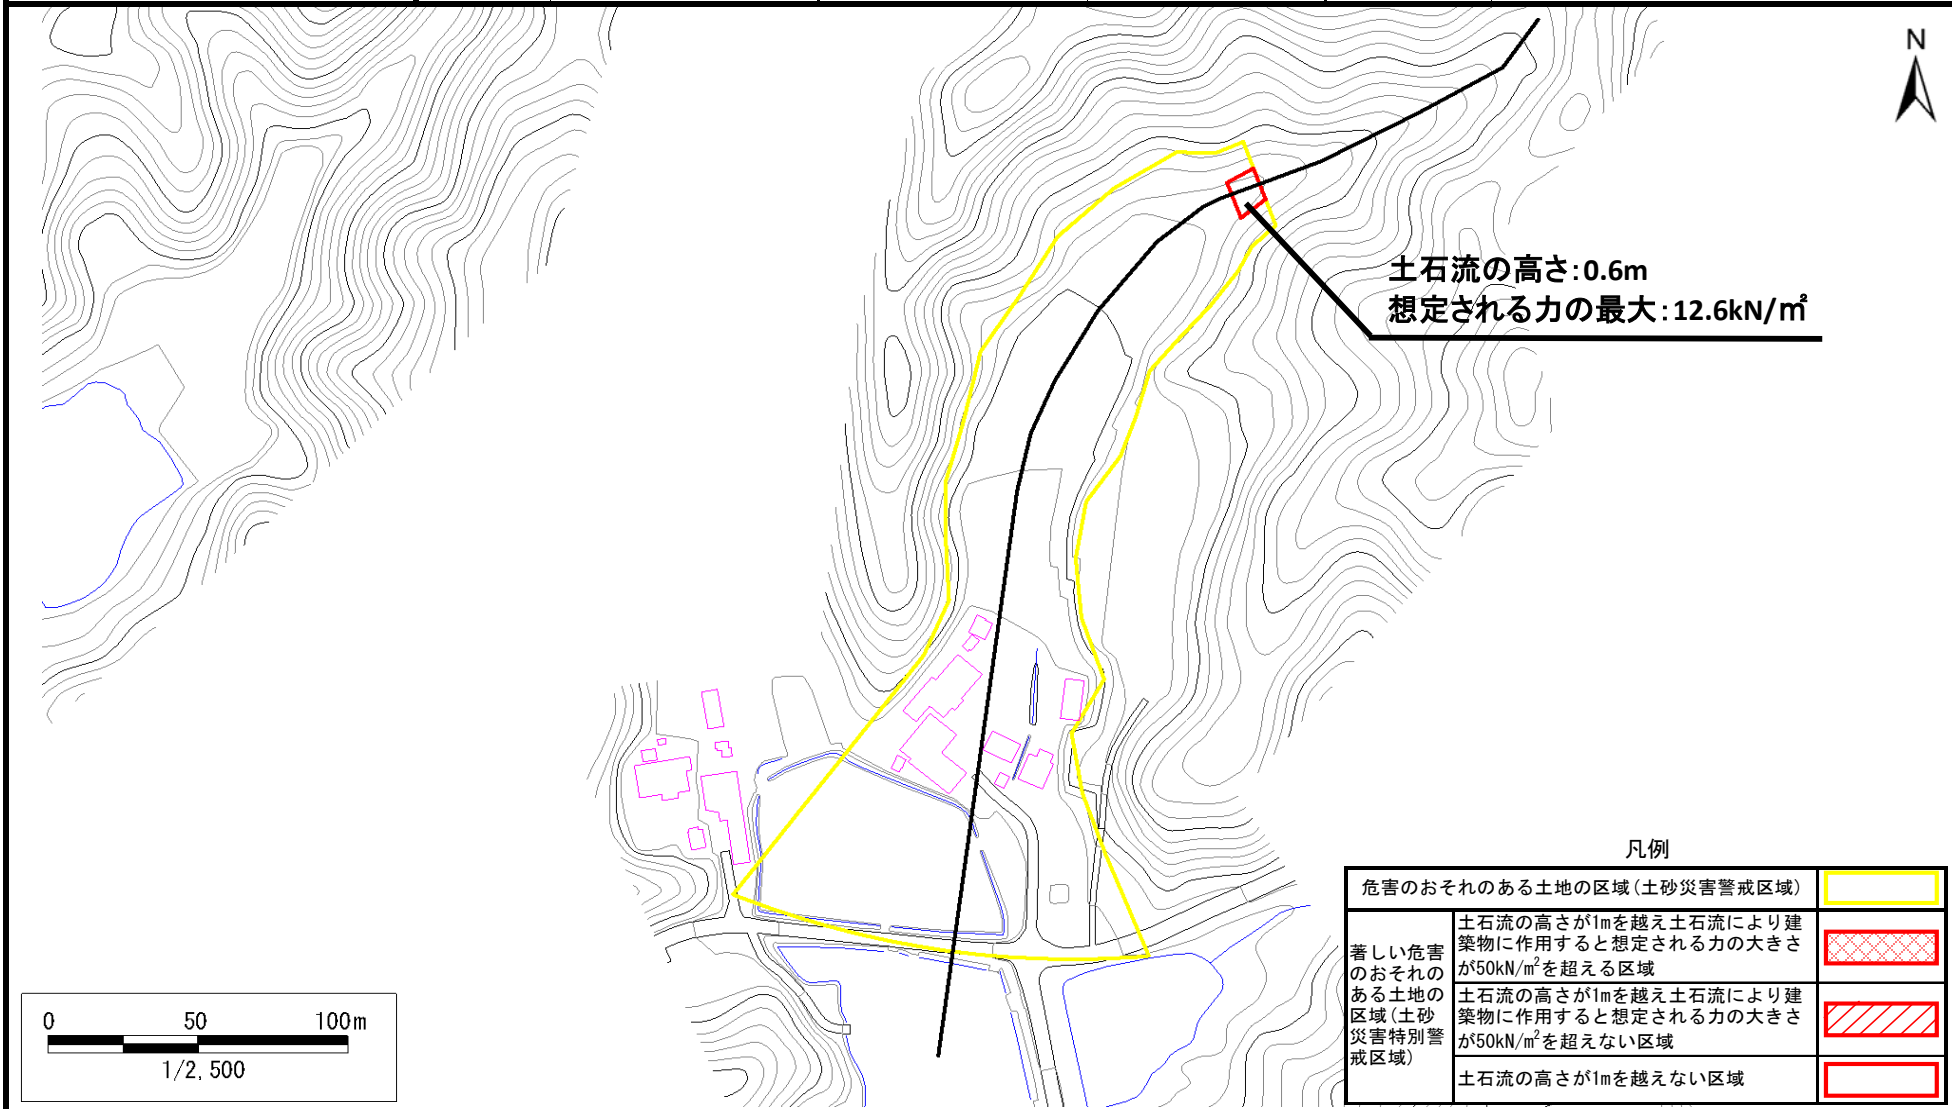 N
土石流の高さ:0.6m
想定される力の最大:12.6kN/㎡
凡例
危害のおそれのある土地の区域(土砂災害警戒区域)
著しい危害
のおそれの
ある土地の
区域(土砂
災害特別警
戒区域)
土石流の高さが1mを越え土石流により建
築物に作用すると想定される力の大きさ
が50kN/㎡を超える区域
土石流の高さが1mを越え土石流により建
築物に作用すると想定される力の大きさ
が50kN/㎡を超えない区域
土石流の高さが1mを越えない区域
0 50 100m
1/2,500